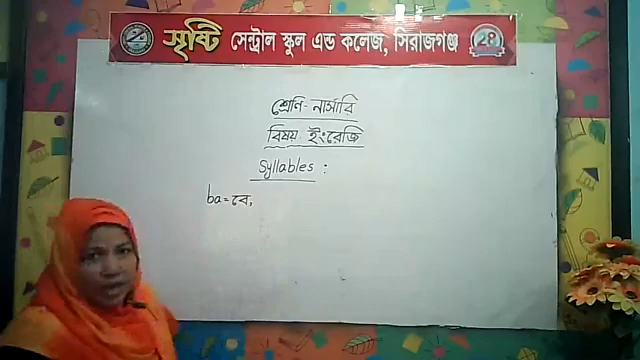 সৃষ্টি সেন্ট্রাল স্কুল এন্ড কলেজ, সিরাজগঞ্জ
শ্রেণি- নার্সারি
বিষয়: ইংরেজি
Syllables :
ba = বে,